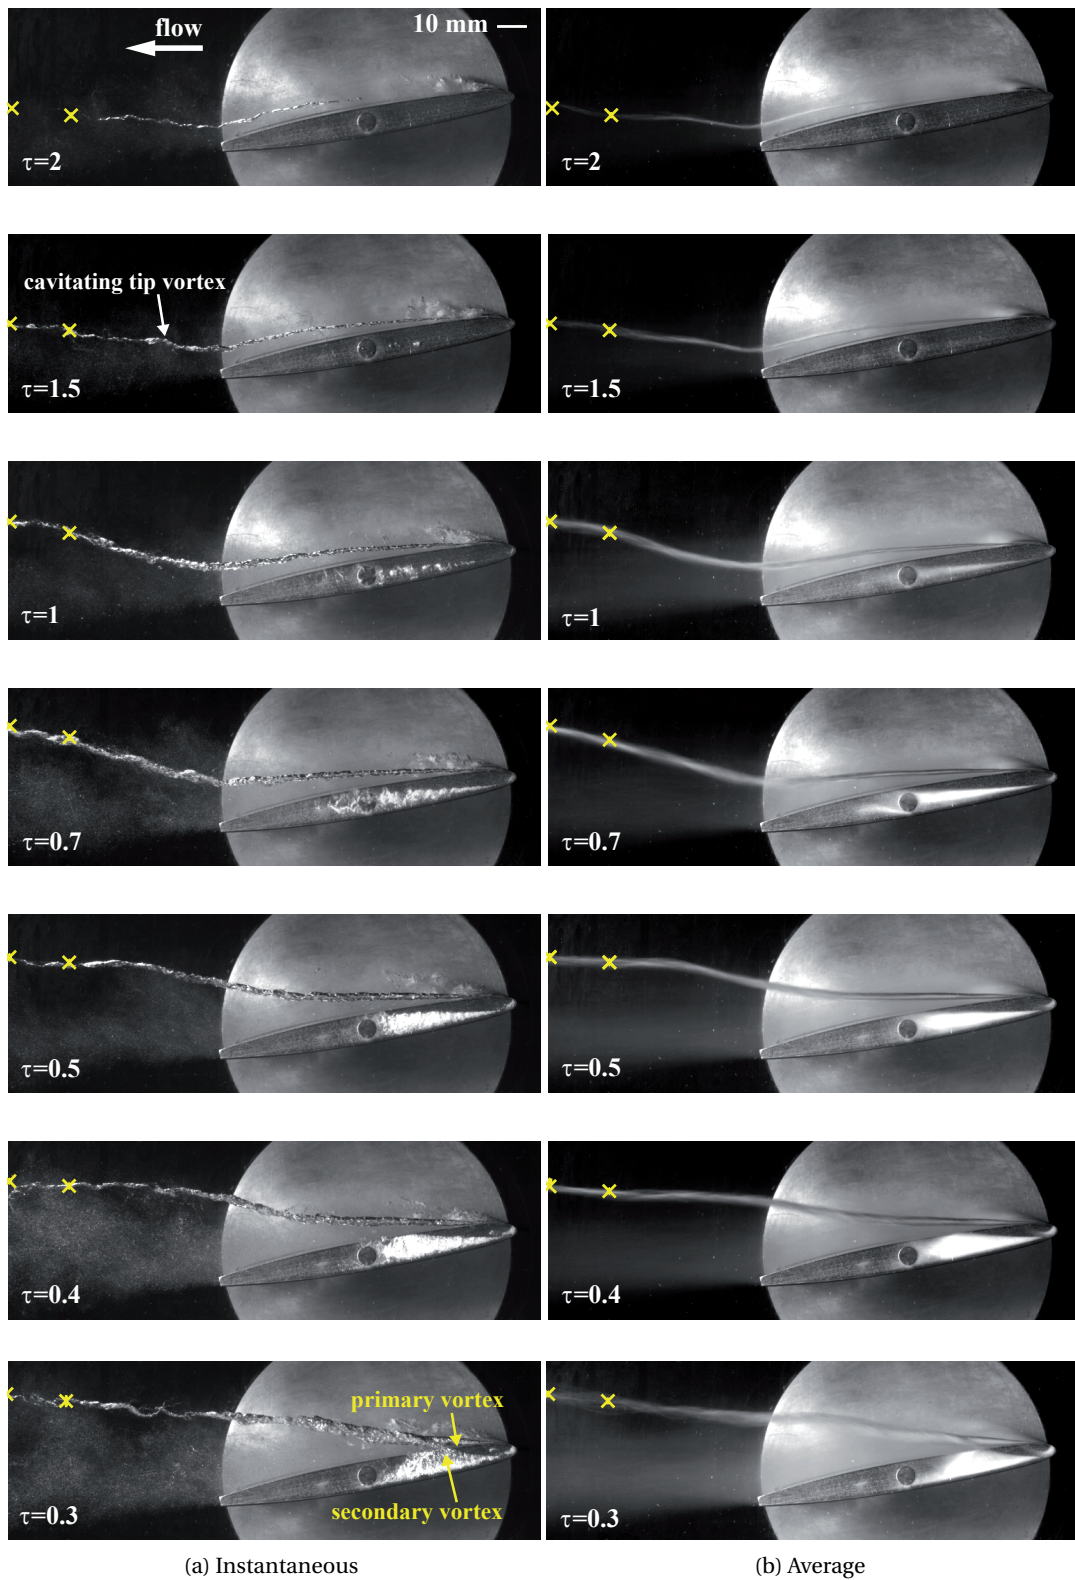 flow
10 mm
τ=2
τ=2
cavitating tip vortex
τ=1.5
τ=1.5
τ=1
τ=1
τ=0.7
τ=0.7
τ=0.5
τ=0.5
τ=0.4
τ=0.4
primary vortex
secondary vortex
τ=0.3
τ=0.3
(a) Instantaneous
(b) Average